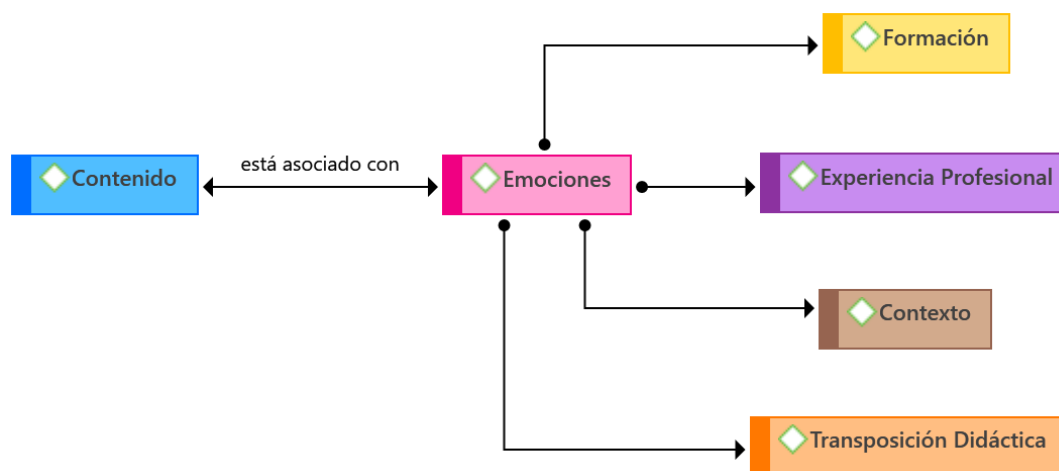 Formación
está asociado con
Contenido
Emociones
Experiencia Profesional
Contexto
Transposición Didáctica